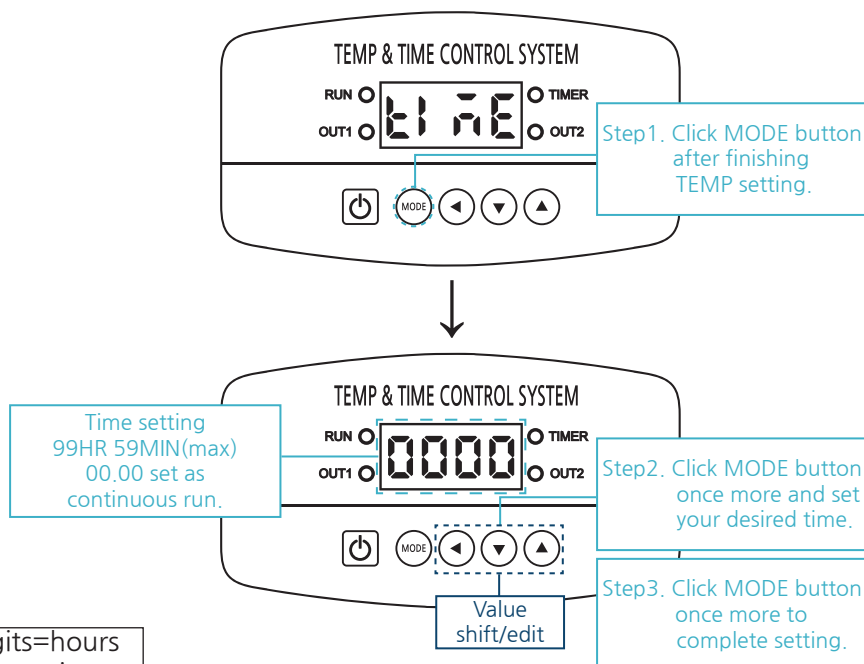 TEMP & TIME CONTROL SYSTEM
RUN
TIMER
OUT1
OUT2
tImE
MODE
Step1. Click MODE button
after finishing
TEMP setting.
TEMP & TIME CONTROL SYSTEM
RUN
TIMER
OUT1
OUT2
0000
MODE
Time setting
99HR 59MIN(max)
00.00 set as
continuous run.
Step2. Click MODE button
once more and set
your desired time.
Value
shift/edit
Step3. Click MODE button
once more to
complete setting.
gits=hours